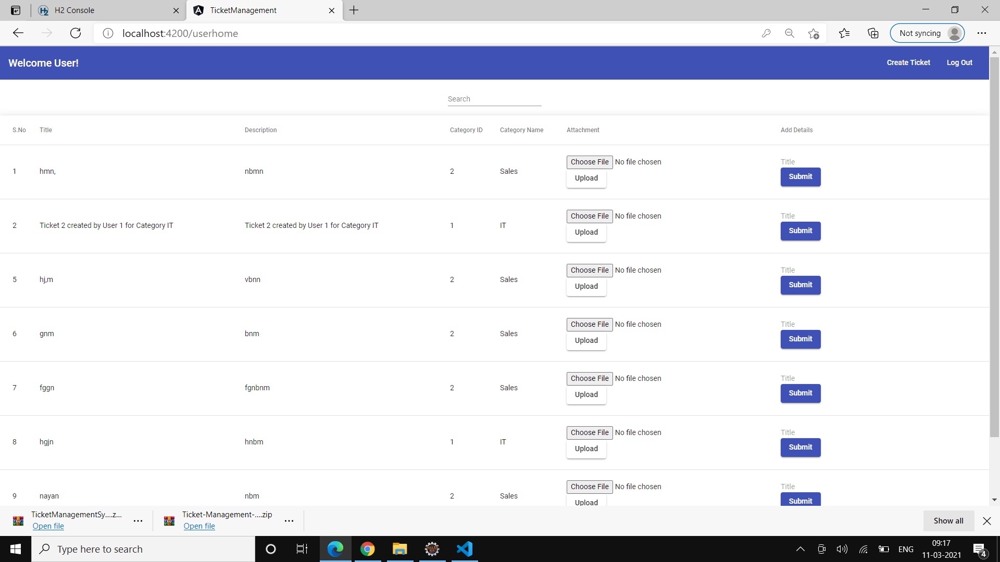 H2 Console
TicketManagement
localhost:4200/userhome
Not syncing
Welcome User!
Create Ticket
Log Out
Search
S.No Title Description Category ID Category Name Attachment Add Details
1 hmn, nbmn 2 Sales Choose File No file chosen Upload Title Submit
2 Ticket 2 created by User 1 for Category IT Ticket 2 created by User 1 for Category IT 1 IT Choose File No file chosen Upload Title Submit
5 hj,m vbnn 2 Sales Choose File No file chosen Upload Title Submit
6 gnm bnm 2 Sales Choose File No file chosen Upload Title Submit
7 fggn fgnbnm 2 Sales Choose File No file chosen Upload Title Submit
8 hgjn hnbm 1 IT Choose File No file chosen Upload Title Submit
9 nayan nbm 2 Sales Choose File No file chosen Upload Title Submit
TicketManagementSy....z...
Open file
Ticket-Management-....zip
Open file
Show all
Type here to search
ENG
09:17
11-03-2021
4